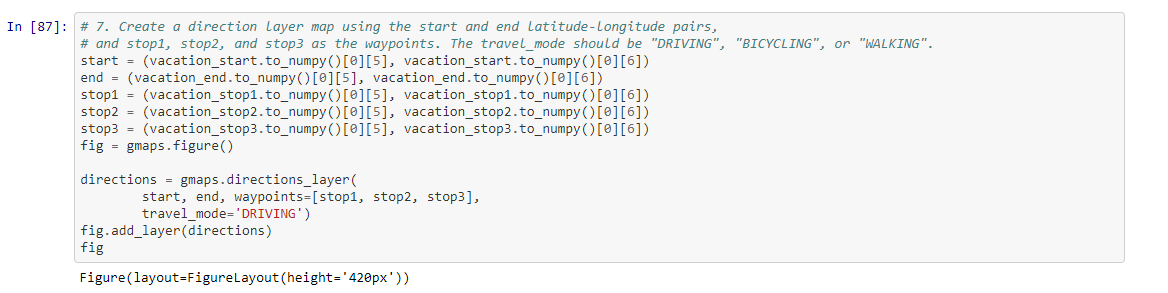 In [87]: # 7. Create a direction layer map using the start and end latitude-longitude pairs,
# and stop1, stop2, and stop3 as the waypoints. The travel_mode should be "DRIVING", "BICYCLING", or "WALKING".
start = (vacation_start.to_numpy()[0][5], vacation_start.to_numpy()[0][6])
end = (vacation_end.to_numpy()[0][5], vacation_end.to_numpy()[0][6])
stop1 = (vacation_stop1.to_numpy()[0][5], vacation_stop1.to_numpy()[0][6])
stop2 = (vacation_stop2.to_numpy()[0][5], vacation_stop2.to_numpy()[0][6])
stop3 = (vacation_stop3.to_numpy()[0][5], vacation_stop3.to_numpy()[0][6])
fig = gmaps.figure()
directions = gmaps.directions_layer(
start, end, waypoints=[stop1, stop2, stop3],
travel_mode='DRIVING')
fig.add_layer(directions)
fig
Figure(layout=FigureLayout(height='420px'))